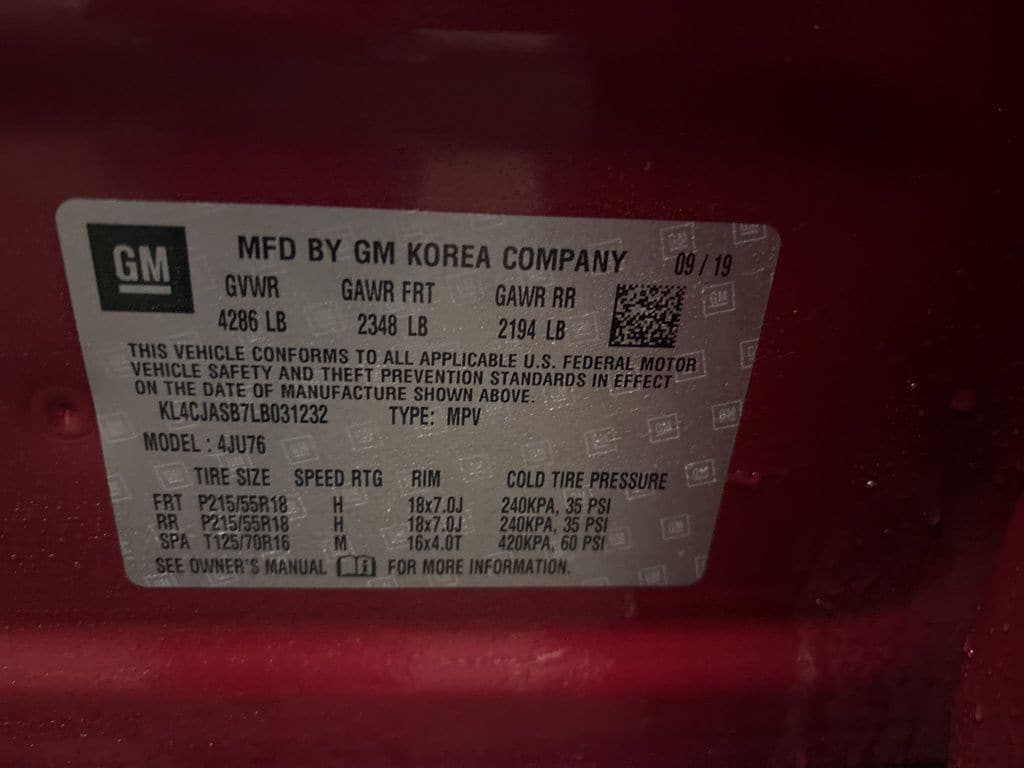 GM MFD BY GM KOREA COMPANY 09 / 19
GVWR GAWR FRT GAWR RR
4286 LB 2348 LB 2194 LB
THIS VEHICLE CONFORMS TO ALL APPLICABLE U.S. FEDERAL MOTOR
VEHICLE SAFETY AND THEFT PREVENTION STANDARDS IN EFFECT
ON THE DATE OF MANUFACTURE SHOWN ABOVE.
KL4CJASB7LB031232 TYPE: MPV
MODEL : 4JU76
TIRE SIZE SPEED RTG RIM COLD TIRE PRESSURE
FRT P215/55R18 H 18x7.0J 240KPA, 35 PSI
RR P215/55R18 H 18x7.0J 240KPA, 35 PSI
SPA T125/70R16 M 16x4.0T 420KPA, 60 PSI
SEE OWNER'S MANUAL FOR MORE INFORMATION.